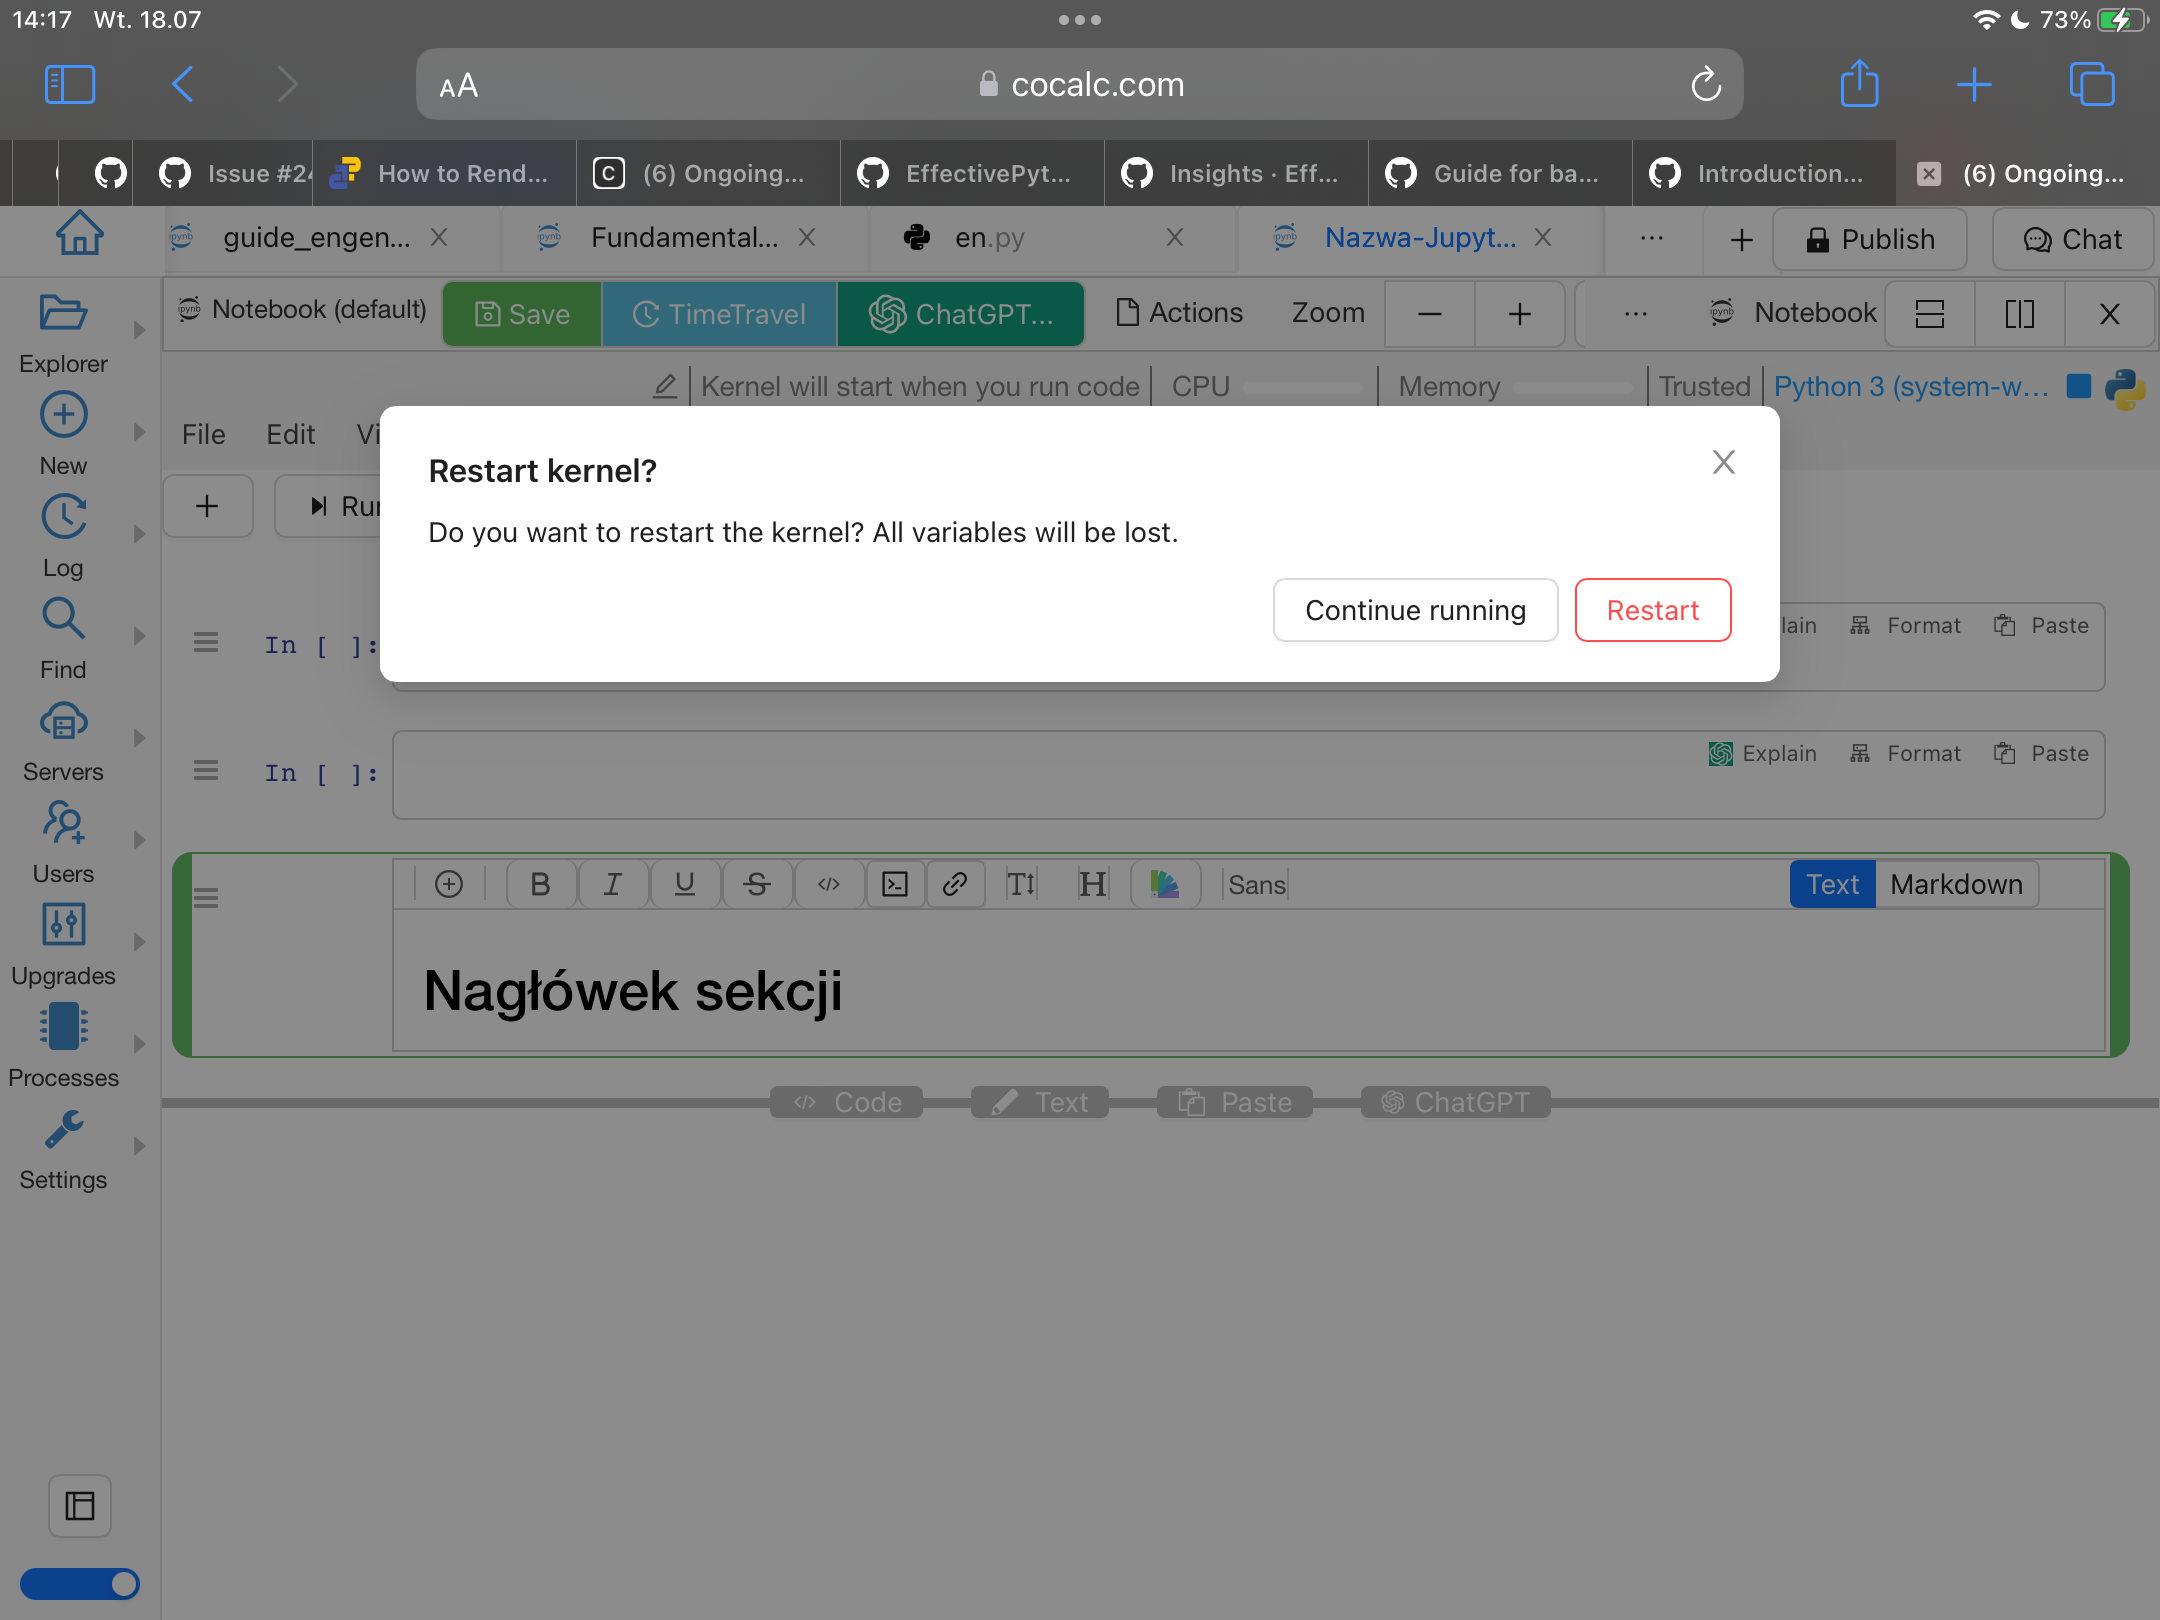 14:17 Wt. 18.07
73%
AA
cocalc.com
Issue #24
How to Rend...
(6) Ongoing...
EffectivePyt...
Insights · Eff...
Guide for ba...
Introduction...
(6) Ongoing...
guide_engen...
Fundamental...
en.py
Nazwa-Jupyt...
Publish
Chat
Notebook (default)
Save
TimeTravel
ChatGPT...
Actions
Zoom
Notebook
Kernel will start when you run code
CPU
Memory
Trusted
Python 3 (system-w...
File
Edit
Vi
Run
Restart kernel?
Do you want to restart the kernel? All variables will be lost.
Continue running
Restart
Explorer
New
Log
Find
Servers
Users
Upgrades
Processes
Settings
In [ ]:
lain
Format
Paste
In [ ]:
Explain
Format
Paste
B I U S </> T H Sans
Text
Markdown
Nagłówek sekcji
</> Code
Text
Paste
ChatGPT